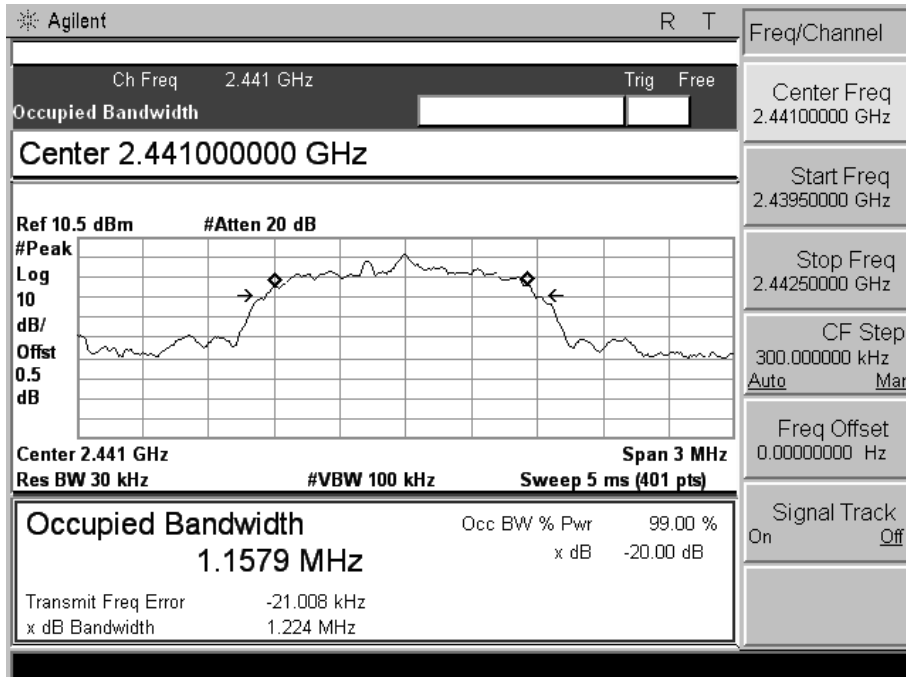 Agilent R T
Freq/Channel
Ch Freq 2.441 GHz Trig Free
Occupied Bandwidth
Center 2.441000000 GHz
Ref 10.5 dBm #Atten 20 dB
#Peak
Log
10
dB/
Offst
0.5
dB
Center 2.441 GHz Span 3 MHz
Res BW 30 kHz #VBW 100 kHz Sweep 5 ms (401 pts)
Occupied Bandwidth
1.1579 MHz
Occ BW % Pwr 99.00 %
x dB -20.00 dB
Transmit Freq Error -21.008 kHz
x dB Bandwidth 1.224 MHz
Center Freq
2.44100000 GHz
Start Freq
2.43950000 GHz
Stop Freq
2.44250000 GHz
CF Step
300.000000 kHz
Auto Man
Freq Offset
0.00000000 Hz
Signal Track
On Off